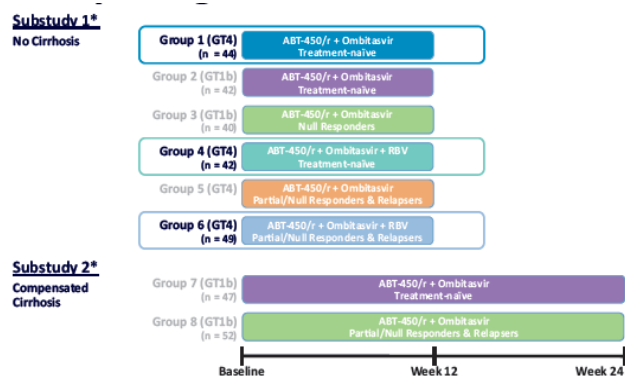 Substudy 1*
No Cirrhosis
Group 1 (GT4)
(n = 44)
ABT-450/r + Ombitasvir
Treatment-naïve
Group 2 (GT1b)
(n = 42)
ABT-450/r + Ombitasvir
Treatment-naïve
Group 3 (GT1b)
(n = 40)
ABT-450/r + Ombitasvir
Null Responders
Group 4 (GT4)
(n = 42)
ABT-450/r + Ombitasvir + RBV
Treatment-naïve
Group 5 (GT4)
ABT-450/r + Ombitasvir
Partial/Null Responders & Relapsers
Group 6 (GT4)
(n = 49)
ABT-450/r + Ombitasvir + RBV
Partial/Null Responders & Relapsers
Substudy 2*
Compensated
Cirrhosis
Group 7 (GT1b)
(n = 47)
ABT-450/r + Ombitasvir
Treatment-naïve
Group 8 (GT1b)
(n = 52)
ABT-450/r + Ombitasvir
Partial/Null Responders & Relapsers
Baseline
Week 12
Week 24